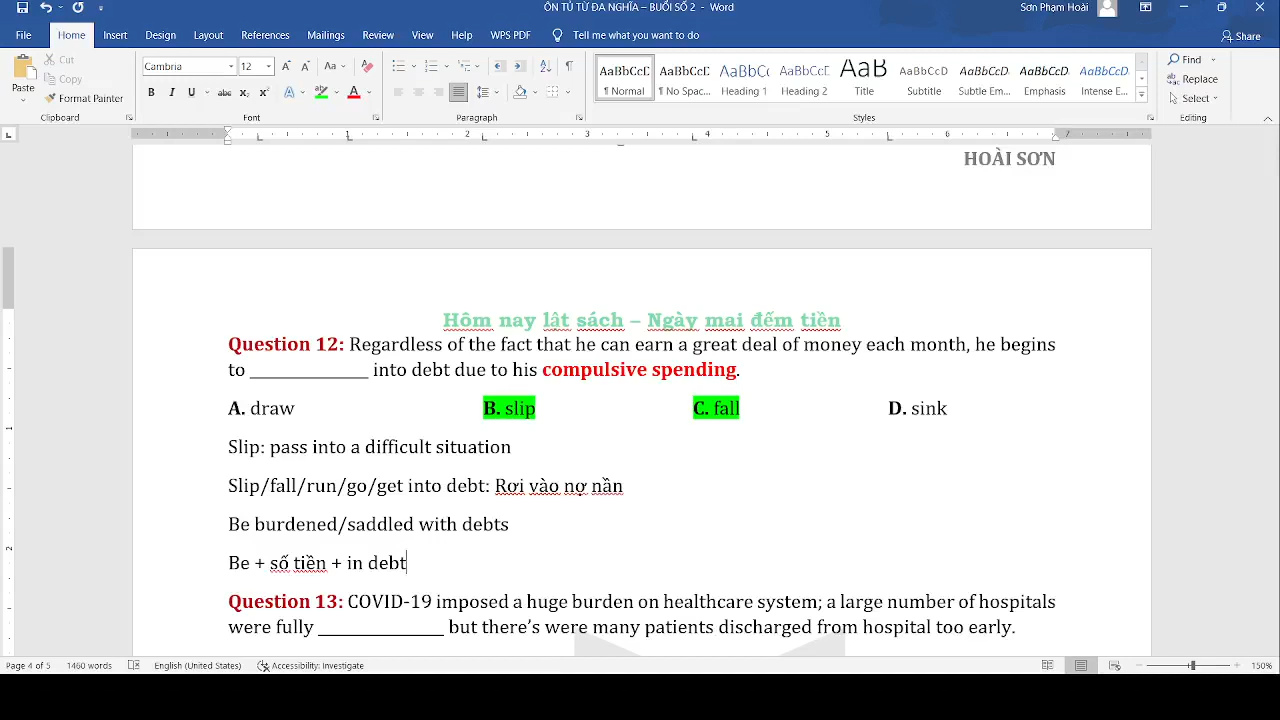 ÔN TỦ TỪ ĐA NGHĨA – BUỔI SỐ 2 - Word
Son Pham Hoài
File Home Insert Design Layout References Mailings Review View Help WPS PDF Tell me what you want to do Share
Paste
Cut
Copy
Format Painter
Clipboard
Cambria 12
Font
Paragraph
AaBbCcD AaBbCcD AaBbCc AaBbCcD AaB AaBbCcD AaBbCcD AaBbCcD AaBbCcD
¶ Normal ¶ No Spac... Heading 1 Heading 2 Title Subtitle Subtle Em... Emphasis Intense E...
Styles
Find
Replace
Select
Editing
HOÀI SƠN
Hôm nay lật sách – Ngày mai đếm tiền
Question 12: Regardless of the fact that he can earn a great deal of money each month, he begins
to ________________ into debt due to his compulsive spending.
A. draw B. slip C. fall D. sink
Slip: pass into a difficult situation
Slip/fall/run/go/get into debt: Rơi vào nợ nần
Be burdened/saddled with debts
Be + số tiền + in debt
Question 13: COVID-19 imposed a huge burden on healthcare system; a large number of hospitals
were fully ________________ but there's were many patients discharged from hospital too early.
Page 4 of 5 1460 words English (United States) Accessibility: Investigate 150%